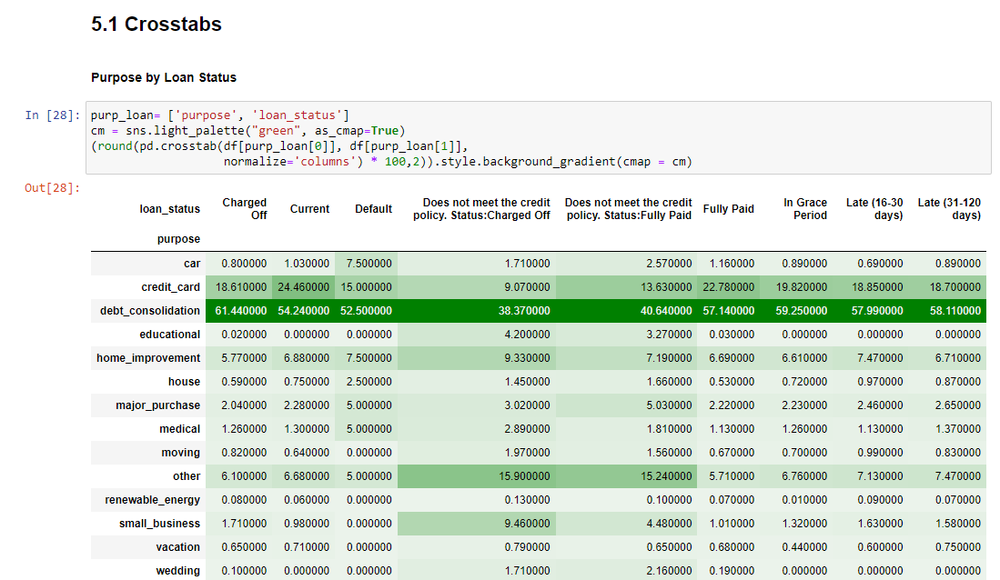 5.1 Crosstabs
Purpose by Loan Status
In [28]: purp_loan= ['purpose', 'loan_status']
cm = sns.light_palette("green", as_cmap=True)
(round(pd.crosstab(df[purp_loan[0]], df[purp_loan[1]],
normalize='columns') * 100,2)).style.background_gradient(cmap = cm)
Out[28]:
loan_status Charged Off Current Default Does not meet the credit policy. Status:Charged Off Does not meet the credit policy. Status:Fully Paid Fully Paid In Grace Period Late (16-30 days) Late (31-120 days)
purpose
car 0.800000 1.030000 7.500000 1.710000 2.570000 1.160000 0.890000 0.690000 0.890000
credit_card 18.610000 24.460000 15.000000 9.070000 13.630000 22.780000 19.820000 18.850000 18.700000
debt_consolidation 61.440000 54.240000 52.500000 38.370000 40.640000 57.140000 59.250000 57.990000 58.110000
educational 0.020000 0.000000 0.000000 4.200000 3.270000 0.030000 0.000000 0.000000 0.000000
home_improvement 5.770000 6.880000 7.500000 9.330000 7.190000 6.690000 6.610000 7.470000 6.710000
house 0.590000 0.750000 2.500000 1.450000 1.660000 0.530000 0.720000 0.970000 0.870000
major_purchase 2.040000 2.280000 5.000000 3.020000 5.030000 2.220000 2.230000 2.460000 2.650000
medical 1.260000 1.300000 5.000000 2.890000 1.810000 1.130000 1.260000 1.130000 1.370000
moving 0.820000 0.640000 0.000000 1.970000 1.560000 0.670000 0.700000 0.990000 0.830000
other 6.100000 6.680000 5.000000 15.900000 15.240000 5.710000 6.760000 7.130000 7.470000
renewable_energy 0.080000 0.060000 0.000000 0.130000 0.100000 0.070000 0.010000 0.090000 0.070000
small_business 1.710000 0.980000 0.000000 9.460000 4.480000 1.010000 1.320000 1.630000 1.580000
vacation 0.650000 0.710000 0.000000 0.790000 0.650000 0.680000 0.440000 0.600000 0.750000
wedding 0.100000 0.000000 0.000000 1.710000 2.160000 0.190000 0.000000 0.000000 0.000000